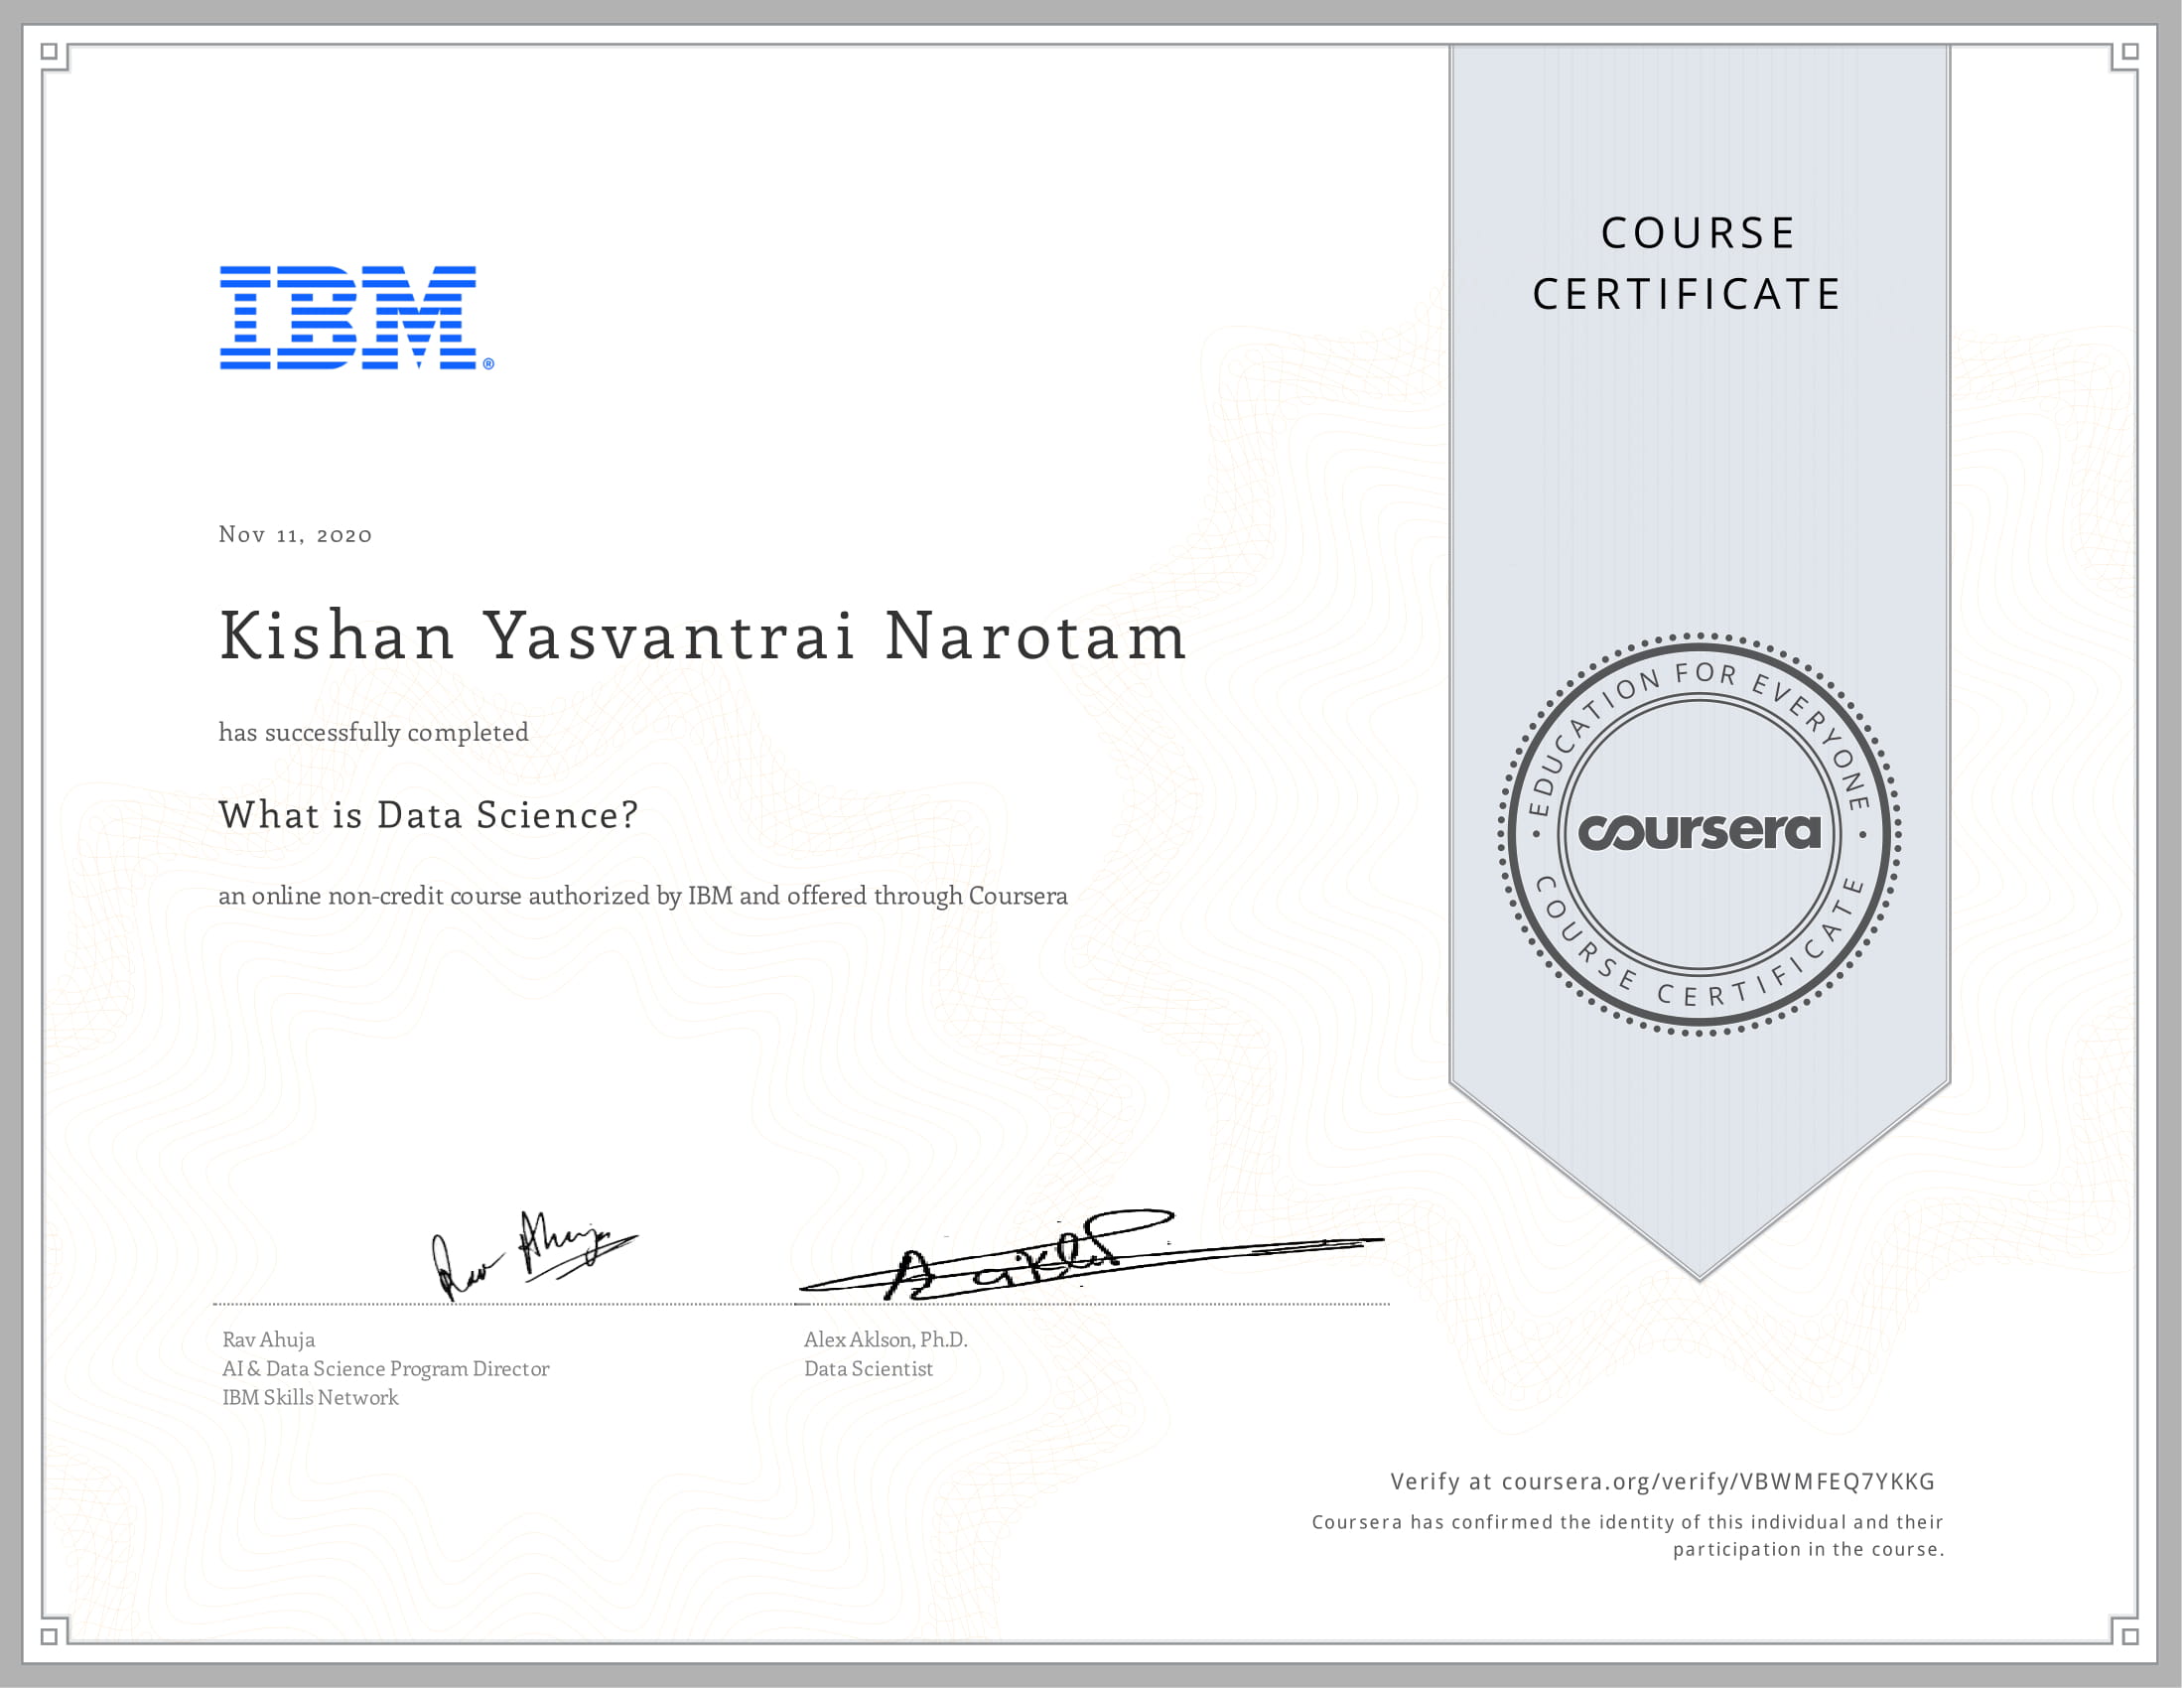 COURSE
CERTIFICATE
IBM®
Nov 11, 2020
Kishan Yasvantrai Narotam
has successfully completed
What is Data Science?
an online non-credit course authorized by IBM and offered through Coursera
• EDUCATION FOR EVERYONE •
coursera
COURSE CERTIFICATE
Rav Ahuja
Rav Ahuja
AI & Data Science Program Director
IBM Skills Network
Alex Aklson, Ph.D.
Data Scientist
Verify at coursera.org/verify/VBWMFEQ7YKKG
Coursera has confirmed the identity of this individual and their
participation in the course.